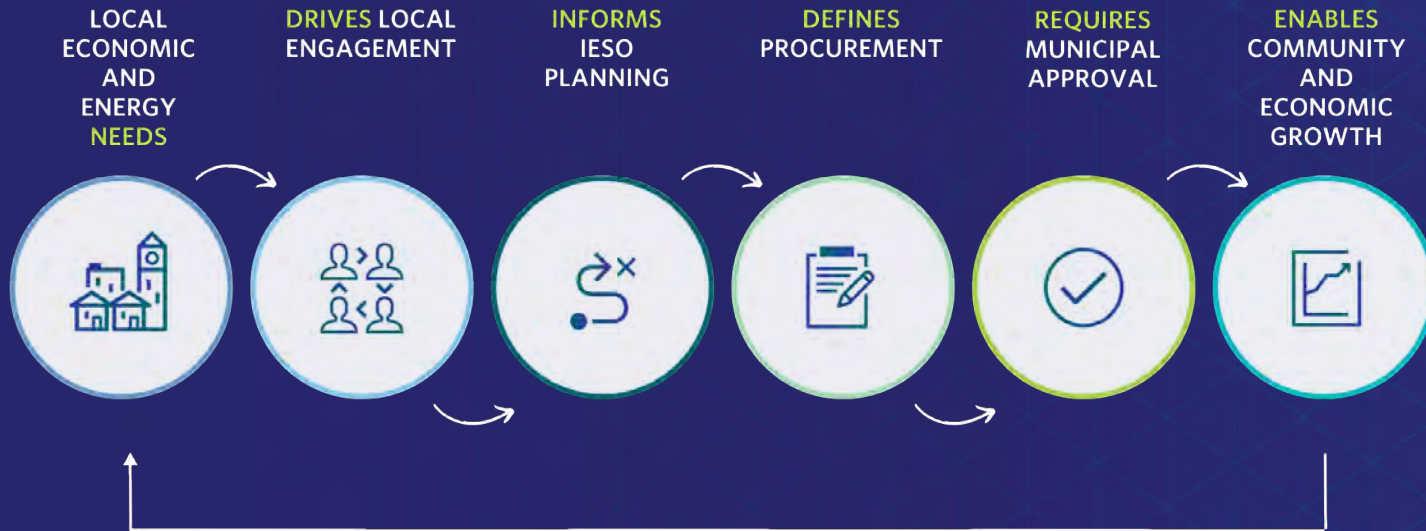 LOCAL
ECONOMIC
AND
ENERGY
NEEDS
DRIVES LOCAL
ENGAGEMENT
INFORMS
IESO
PLANNING
DEFINES
PROCUREMENT
REQUIRES
MUNICIPAL
APPROVAL
ENABLES
COMMUNITY
AND
ECONOMIC
GROWTH